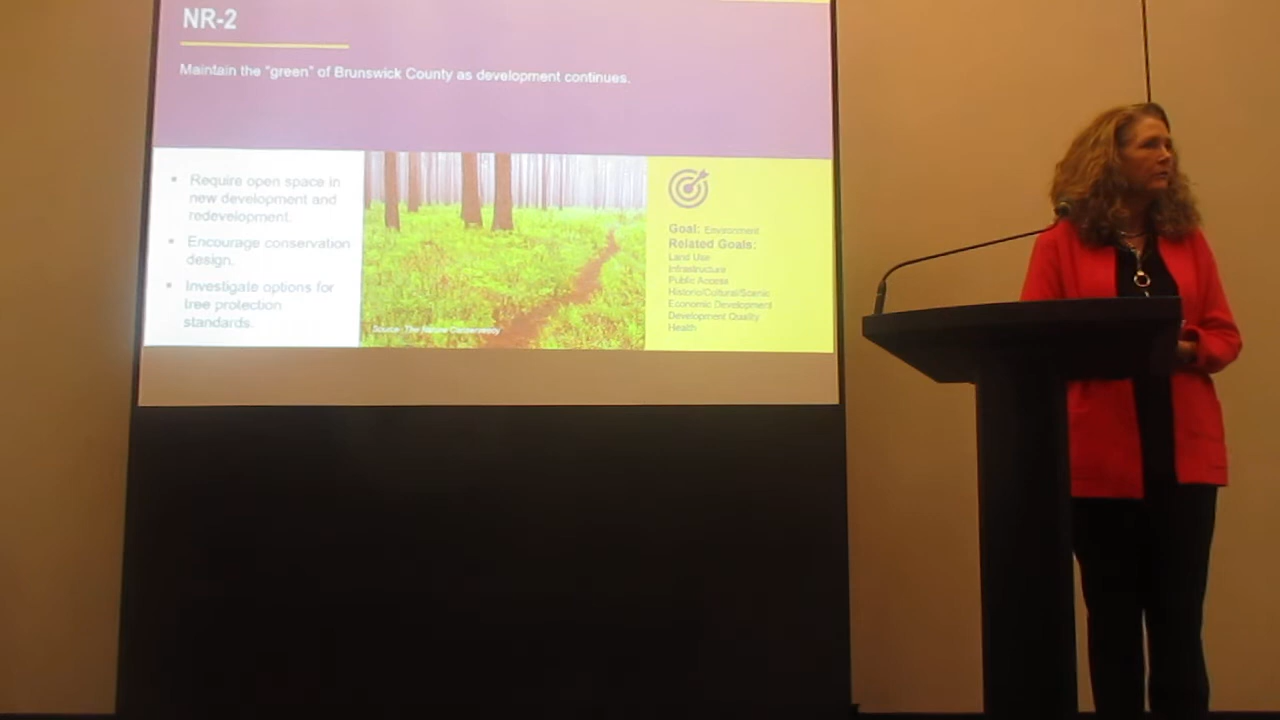 NR-2
Maintain the "green" of Brunswick County as development continues.
• Require open space in
new development and
redevelopment.
• Encourage conservation
design.
• Investigate options for
tree protection
standards.
Source: The Nature Conservancy
Goal: Environment
Related Goals:
Land Use
Infrastructure
Public Access
Historic/Cultural/Scenic
Economic Development
Development Quality
Health